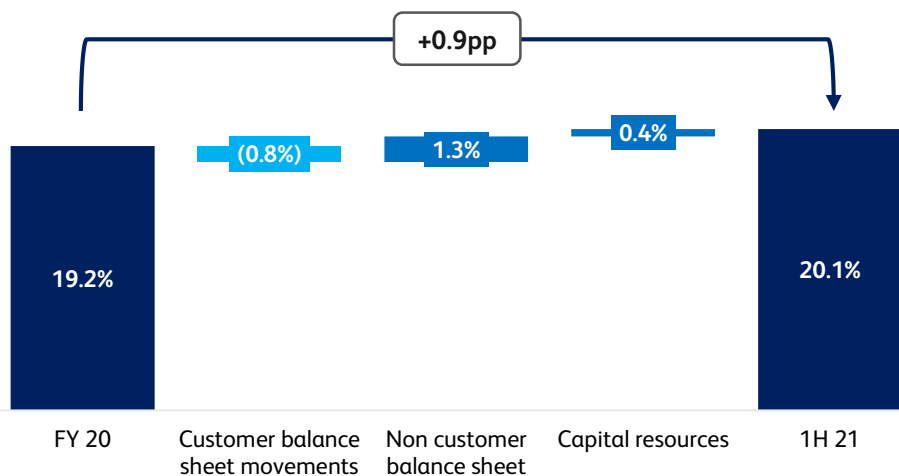 +0.9pp
(0.8%)
1.3%
0.4%
19.2%
20.1%
FY 20
Customer balance
sheet movements
Non customer
balance sheet
Capital resources
1H 21